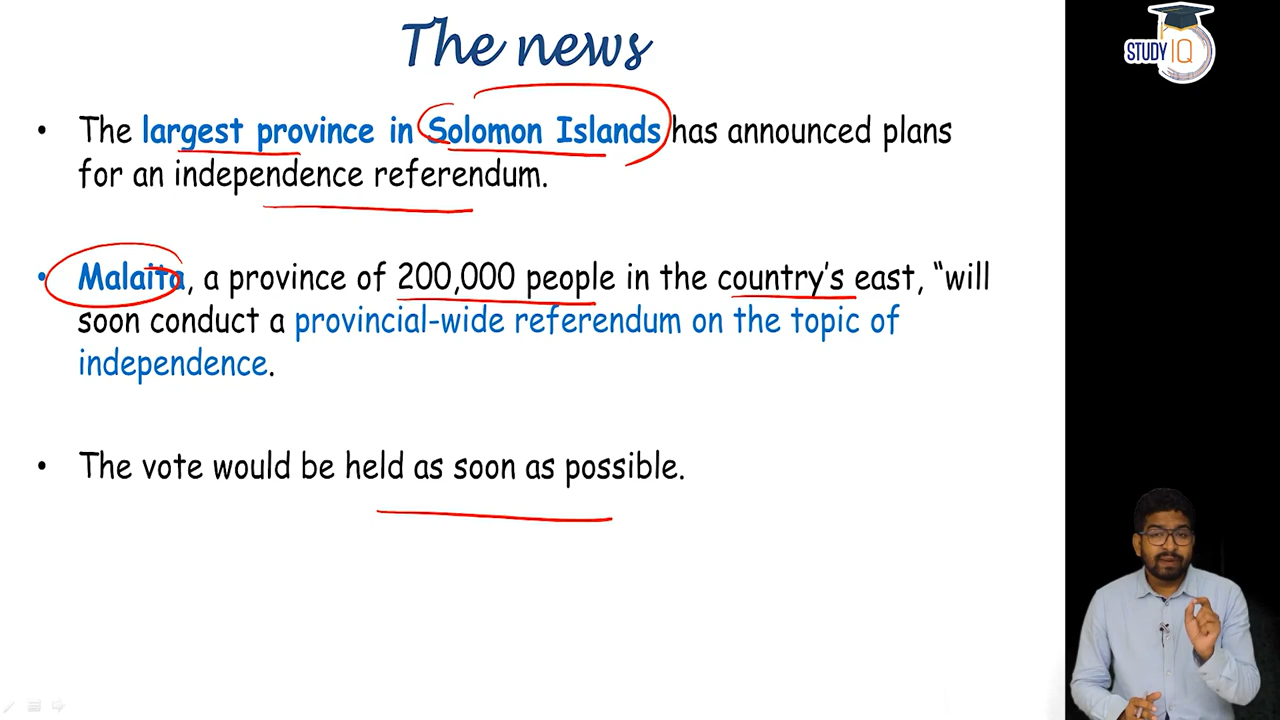 The news
STUDY IQ
• The largest province in Solomon Islands has announced plans
for an independence referendum.
• Malaita, a province of 200,000 people in the country’s east, “will
soon conduct a provincial-wide referendum on the topic of
independence.
• The vote would be held as soon as possible.